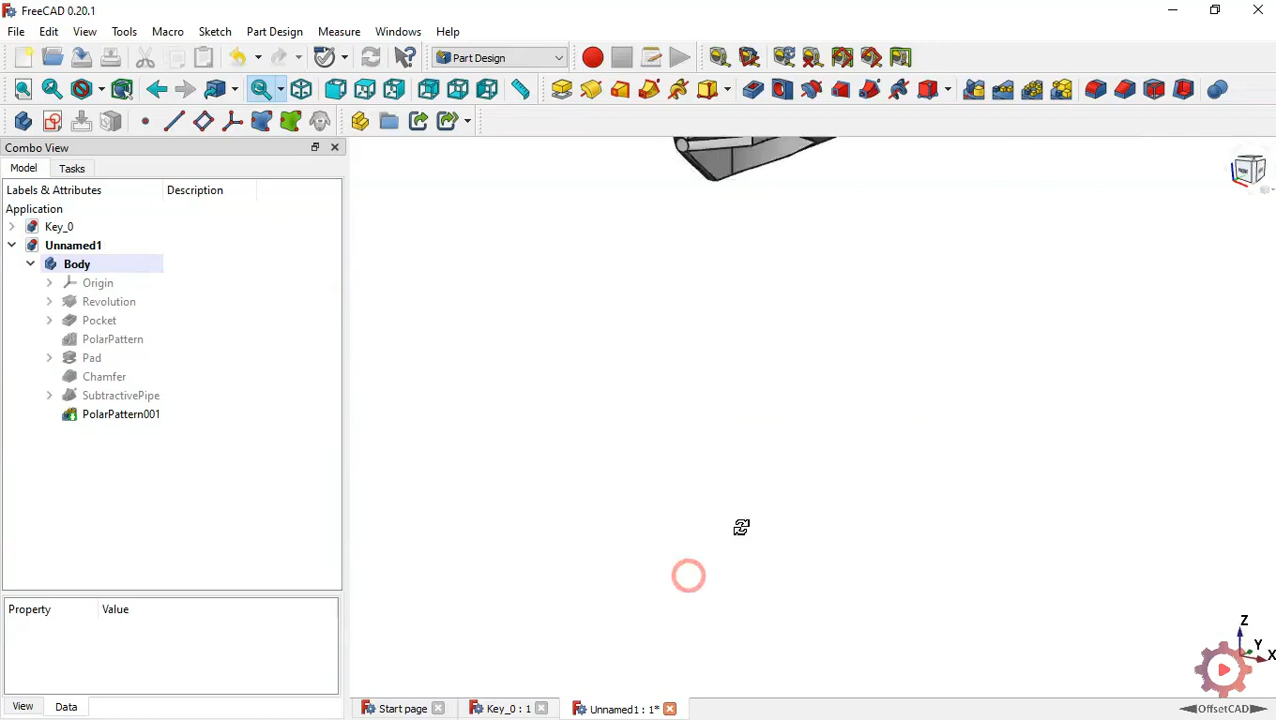 FreeCAD 0.20.1
File Edit View Tools Macro Sketch Part Design Measure Windows Help
Part Design
Combo View
Model Tasks
Labels & Attributes Description
Application
Key_0
Unnamed1
Body
Origin
Revolution
Pocket
PolarPattern
Pad
Chamfer
SubtractivePipe
PolarPattern001
Property Value
Z
Y
X
View Data
Start page Key_0 : 1 Unnamed1 : 1*
OffsetCAD